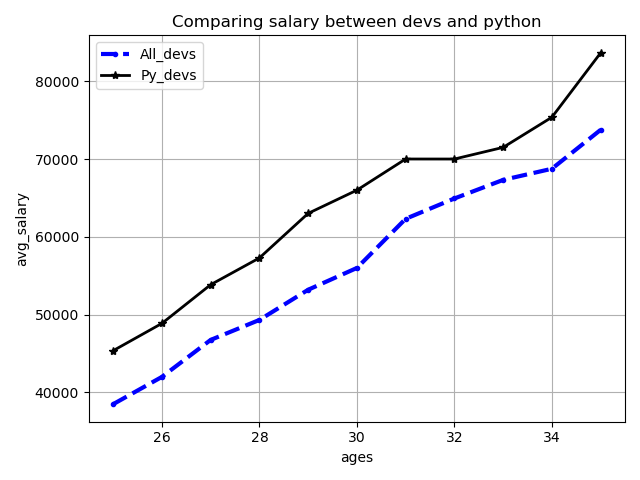 Comparing salary between devs and python
All_devs
Py_devs
80000
70000
60000
50000
40000
avg_salary
26 28 30 32 34
ages